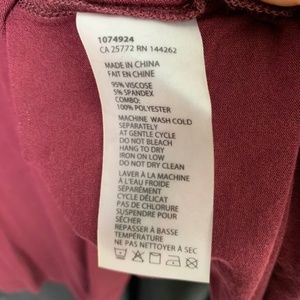 1074924
CA 25772 RN 144262
MADE IN CHINA
FAIT EN CHINE
95% VISCOSE
5% SPANDEX
COMBO:
100% POLYESTER
MACHINE WASH COLD
SEPARATELY
AT GENTLE CYCLE
DO NOT BLEACH
HANG TO DRY
IRON ON LOW
DO NOT DRY CLEAN
LAVER À LA MACHINE
À L'EAU FROIDE
SÉPARÉMENT
CYCLE DÉLICAT
PAS DE CHLORURE
SUSPENDRE POUR
SÉCHER
REPASSER À BASSE
TEMPÉRATURE
NE PAS NETTOYER À SEC